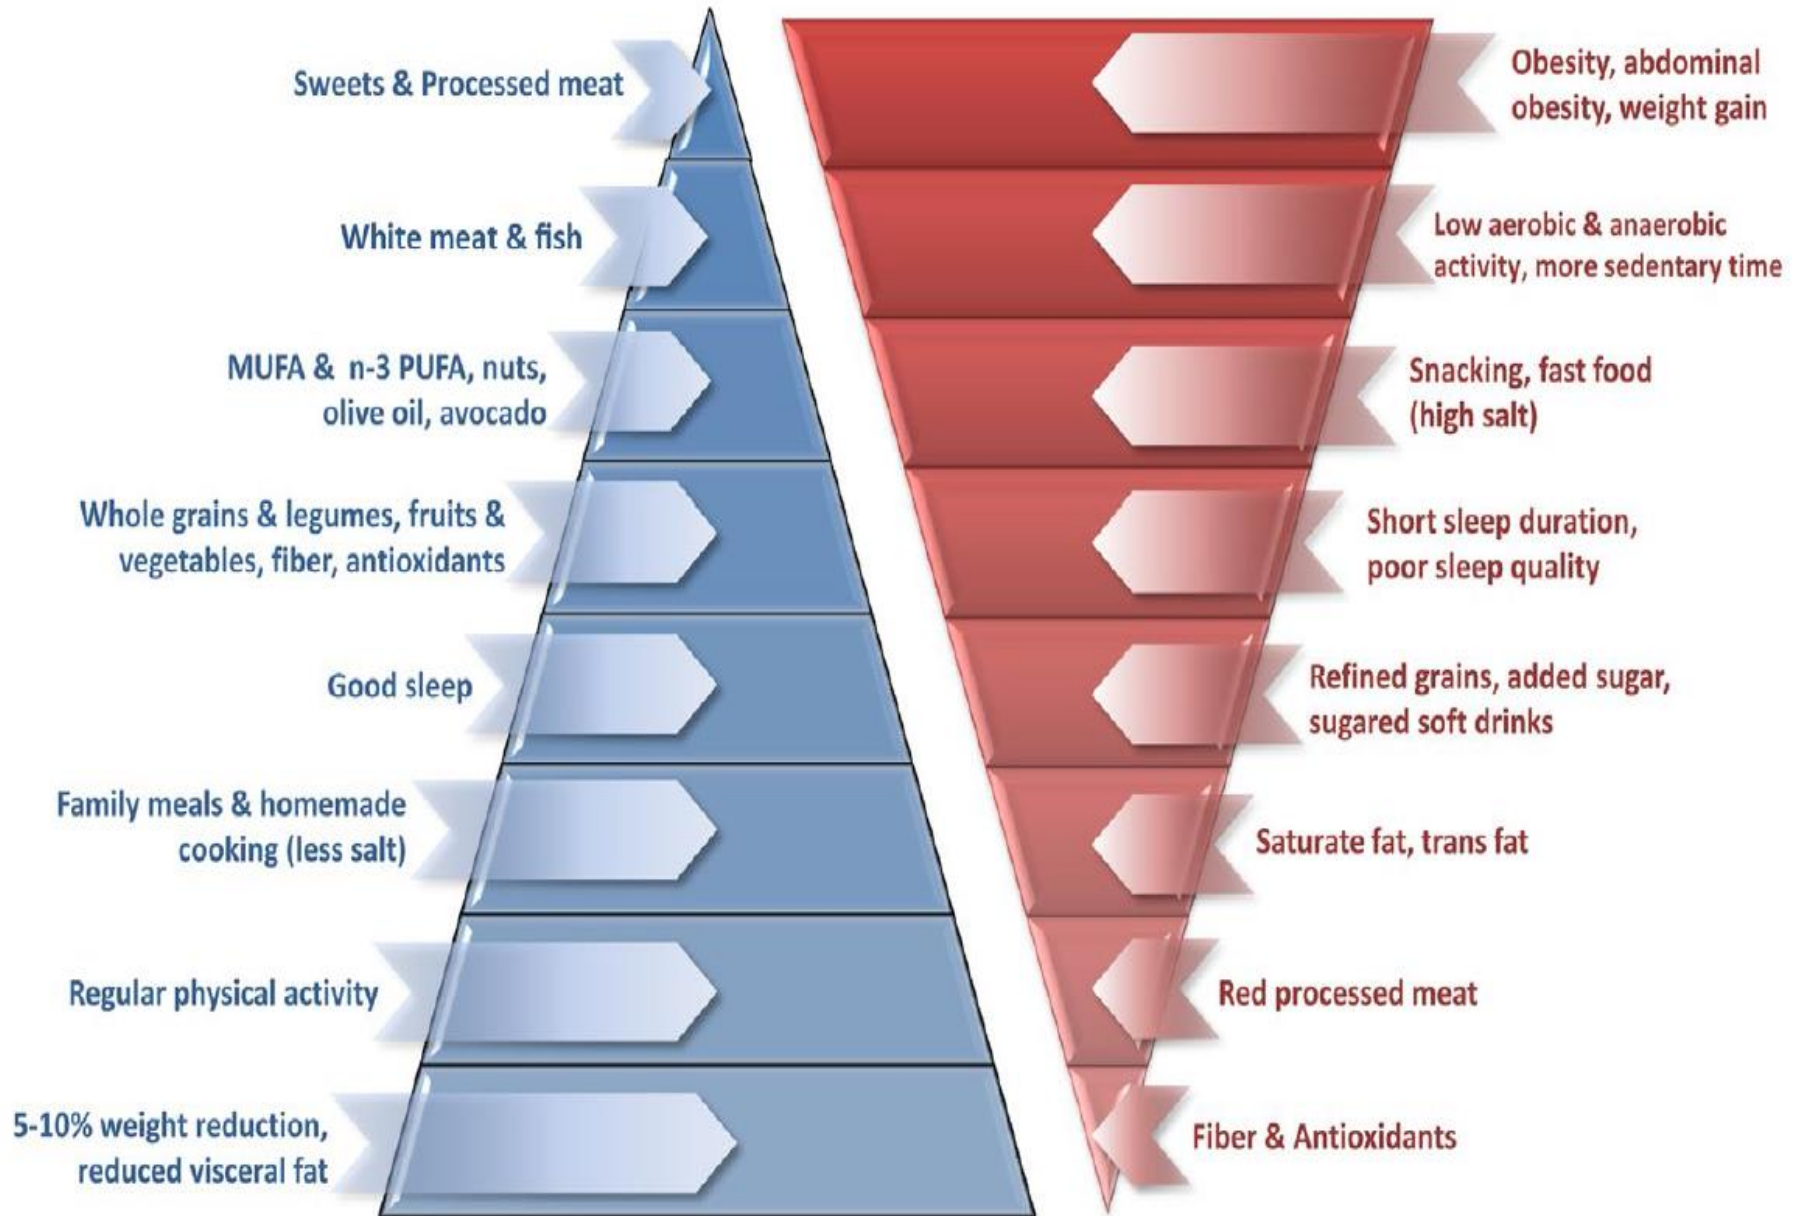 Sweets & Processed meat
White meat & fish
MUFA & n-3 PUFA, nuts,
olive oil, avocado
Whole grains & legumes, fruits &
vegetables, fiber, antioxidants
Good sleep
Family meals & homemade
cooking (less salt)
Regular physical activity
5-10% weight reduction,
reduced visceral fat
Obesity, abdominal
obesity, weight gain
Low aerobic & anaerobic
activity, more sedentary time
Snacking, fast food
(high salt)
Short sleep duration,
poor sleep quality
Refined grains, added sugar,
sugared soft drinks
Saturate fat, trans fat
Red processed meat
Fiber & Antioxidants